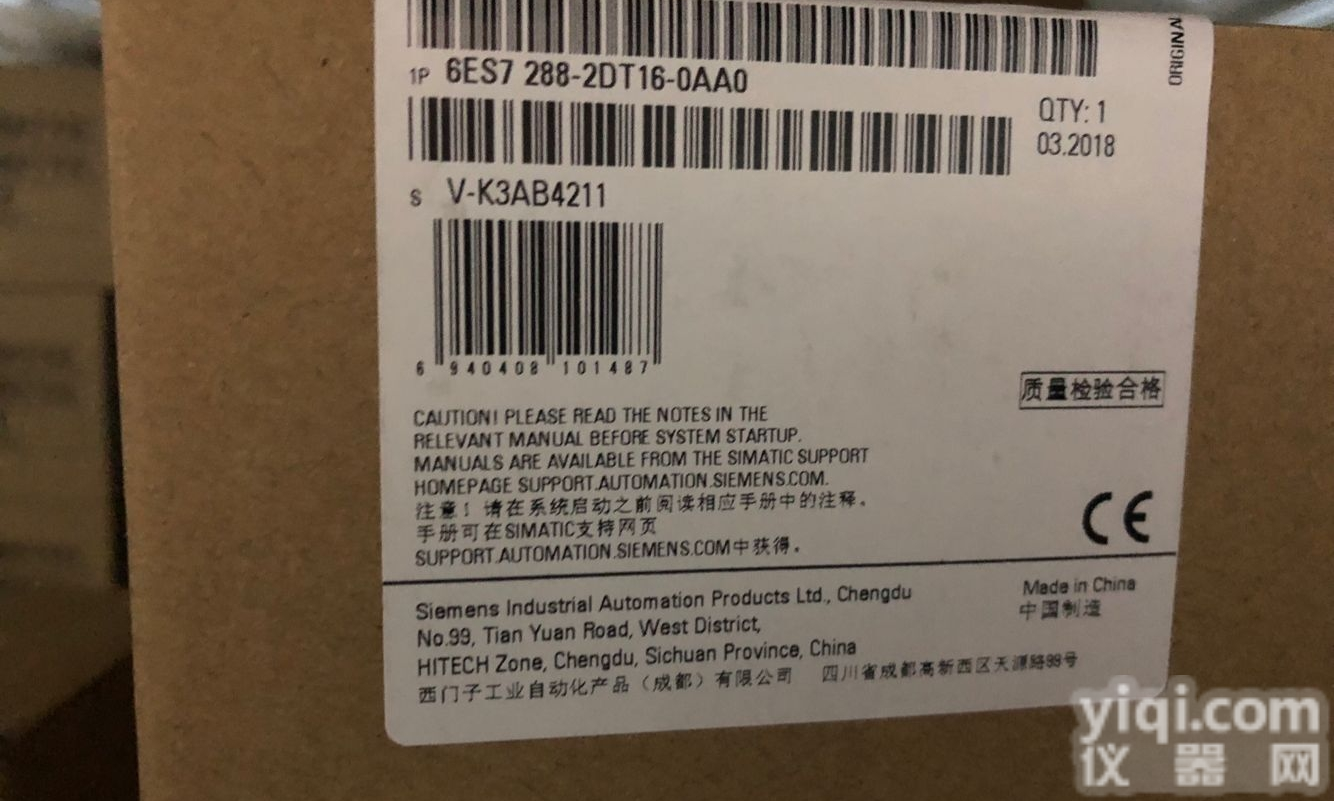 ORIGINA
1P 6ES7 288-2DT16-0AA0
QTY: 1
03.2018
S V-K3AB4211
6 940408 101487
质量检验合格
CAUTION! PLEASE READ THE NOTES IN THE
RELEVANT MANUAL BEFORE SYSTEM STARTUP.
MANUALS ARE AVAILABLE FROM THE SIMATIC SUPPORT
HOMEPAGE SUPPORT.AUTOMATION.SIEMENS.COM.
注意！请在系统启动之前阅读相应手册中的注释。
手册可在SIMATIC支持网页
SUPPORT.AUTOMATION.SIEMENS.COM中获得。
CE
Siemens Industrial Automation Products Ltd., Chengdu
No.99, Tian Yuan Road, West District,
HITECH Zone, Chengdu, Sichuan Province, China
Made in China
中国制造
西门子工业自动化产品（成都）有限公司 四川省成都高新西区天源路99号
yiqi.com
仪器网